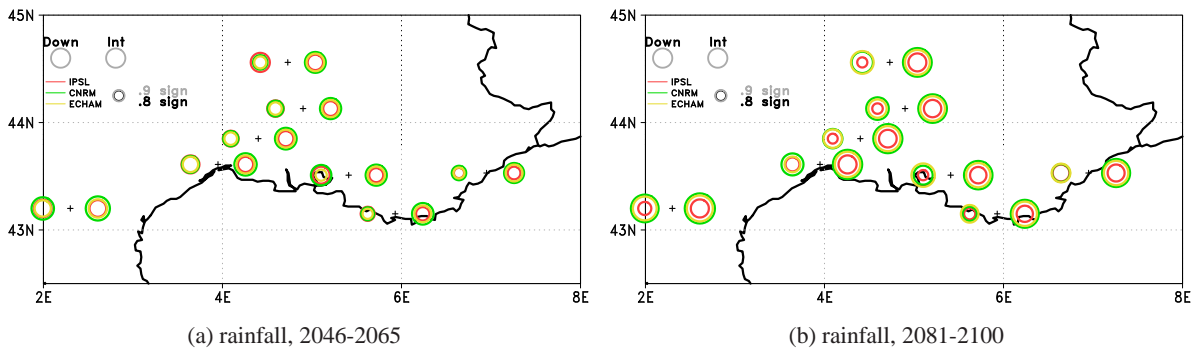 45N
Down Int
IPSL
CNRM
ECHAM
.9 sign
.8 sign
44N
43N
2E 4E 6E 8E
(a) rainfall, 2046-2065
45N
Down Int
IPSL
CNRM
ECHAM
.9 sign
.8 sign
44N
43N
2E 4E 6E 8E
(b) rainfall, 2081-2100